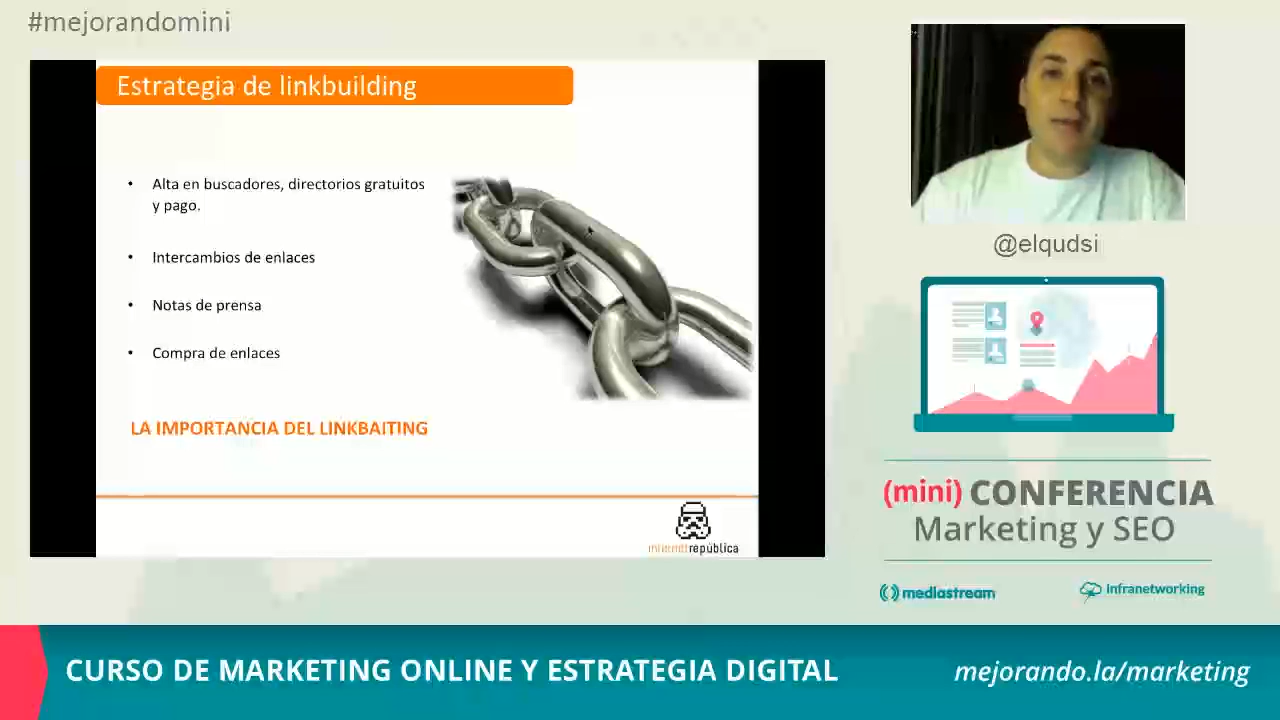 #mejorandomini
Estrategia de linkbuilding
• Alta en buscadores, directorios gratuitos
y pago.
• Intercambios de enlaces
• Notas de prensa
• Compra de enlaces
LA IMPORTANCIA DEL LINKBAITING
internetrepública
@elqudsi
(mini) CONFERENCIA
Marketing y SEO
mediastream
infranetworking
CURSO DE MARKETING ONLINE Y ESTRATEGIA DIGITAL
mejorando.la/marketing